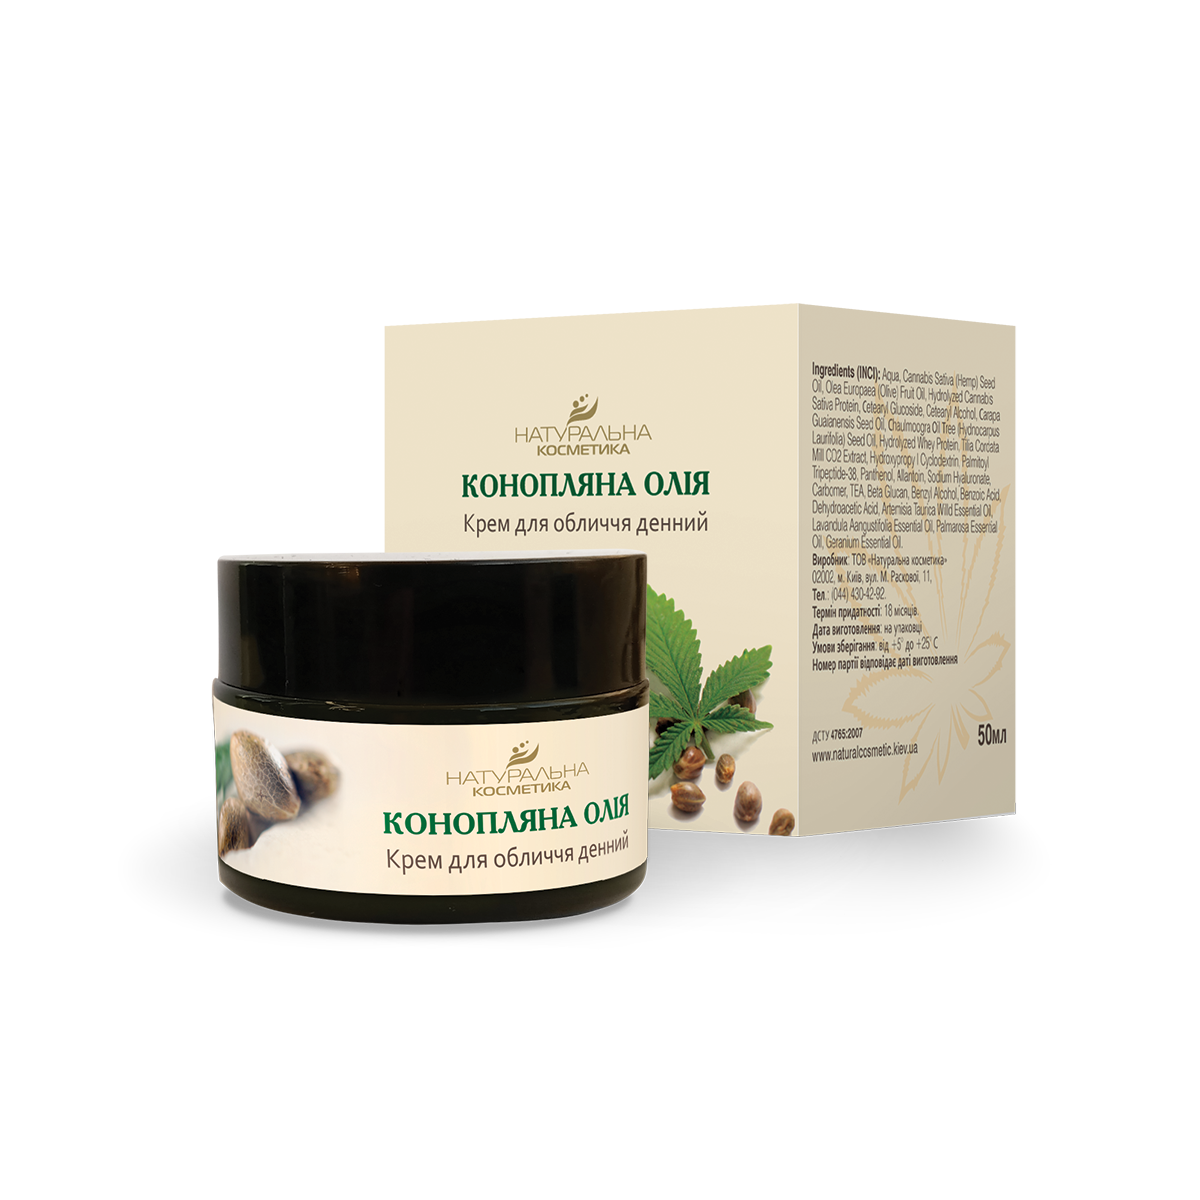 НАТУРАЛЬНА
КОСМЕТИКА
КОНОПЛЯНА ОЛІЯ
Крем для обличчя денний
Ingredients (INCI): Aqua, Cannabis Sativa (Hemp) Seed
Oil, Olea Europaea (Olive) Fruit Oil, Hydrolyzed Cannabis
Sativa Protein, Cetearyl Glucoside, Cetearyl Alcohol, Carapa
Guaianensis Seed Oil, Chaulmoogra Oil Tree (Hydnocarpus
Laurifolia) Seed Oil, Hydrolyzed Whey Protein, Tilia Cordata
Mill CO2 Extract, Hydroxypropy l Cyclodextrin, Palmitoyl
Tripeptide-38, Panthenol, Allantoin, Sodium Hyaluronate,
Carbomer, TEA, Beta Glucan, Benzyl Alcohol, Benzoic Acid,
Dehydroacetic Acid, Artemisia Taurica Willd Essential Oil,
Lavandula Aangustifolia Essential Oil, Palmarosa Essential
Oil, Geranium Essential Oil.
Виробник: ТОВ «Натуральна косметика»
02002, м. Київ, вул. М. Раскової, 11,
Тел.: (044) 430-42-92.
Термін придатності: 18 місяців.
Дата виготовлення: на упаковці
Умови зберігання: від +5° до +25° С
Номер партії відповідає даті виготовлення
ДСТУ 4765:2007
www.naturalcosmetic.kiev.ua
50мл
НАТУРАЛЬНА
КОСМЕТИКА
КОНОПЛЯНА ОЛІЯ
Крем для обличчя денний